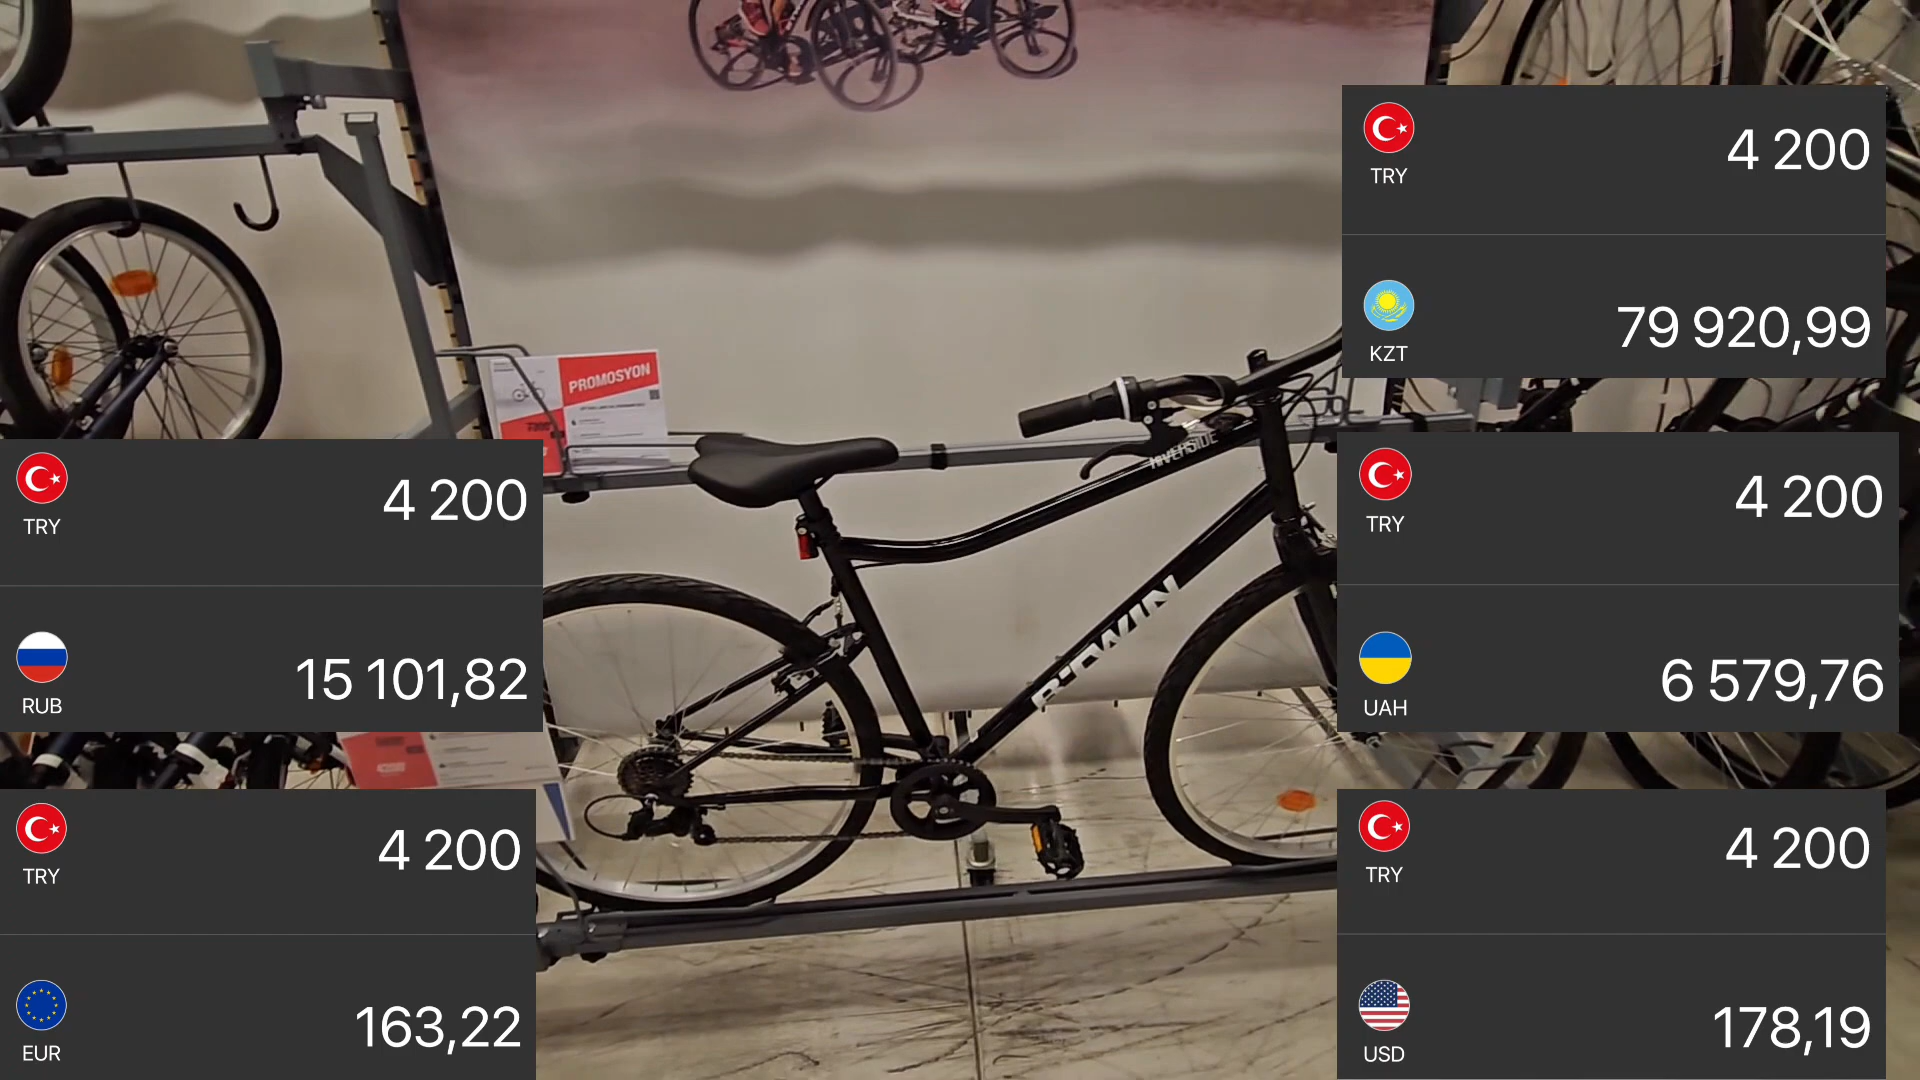 TRY
4 200
KZT
79 920,99
PROMOSYON
RIVERSIDE
B'TWIN
TRY
4 200
RUB
15 101,82
TRY
4 200
UAH
6 579,76
TRY
4 200
EUR
163,22
TRY
4 200
USD
178,19